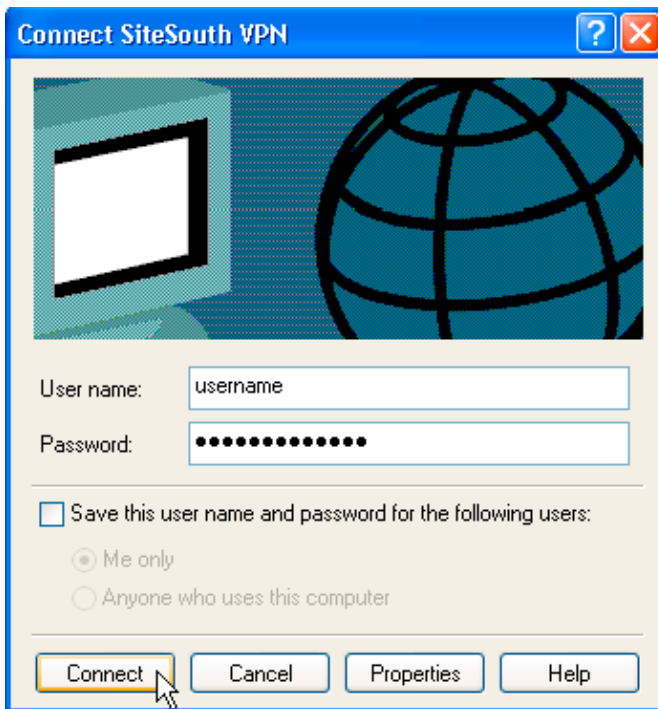 Connect SiteSouth VPN
User name:
username
Password:
●●●●●●●●●●●●●
Save this user name and password for the following users:
Me only
Anyone who uses this computer
Connect
Cancel
Properties
Help